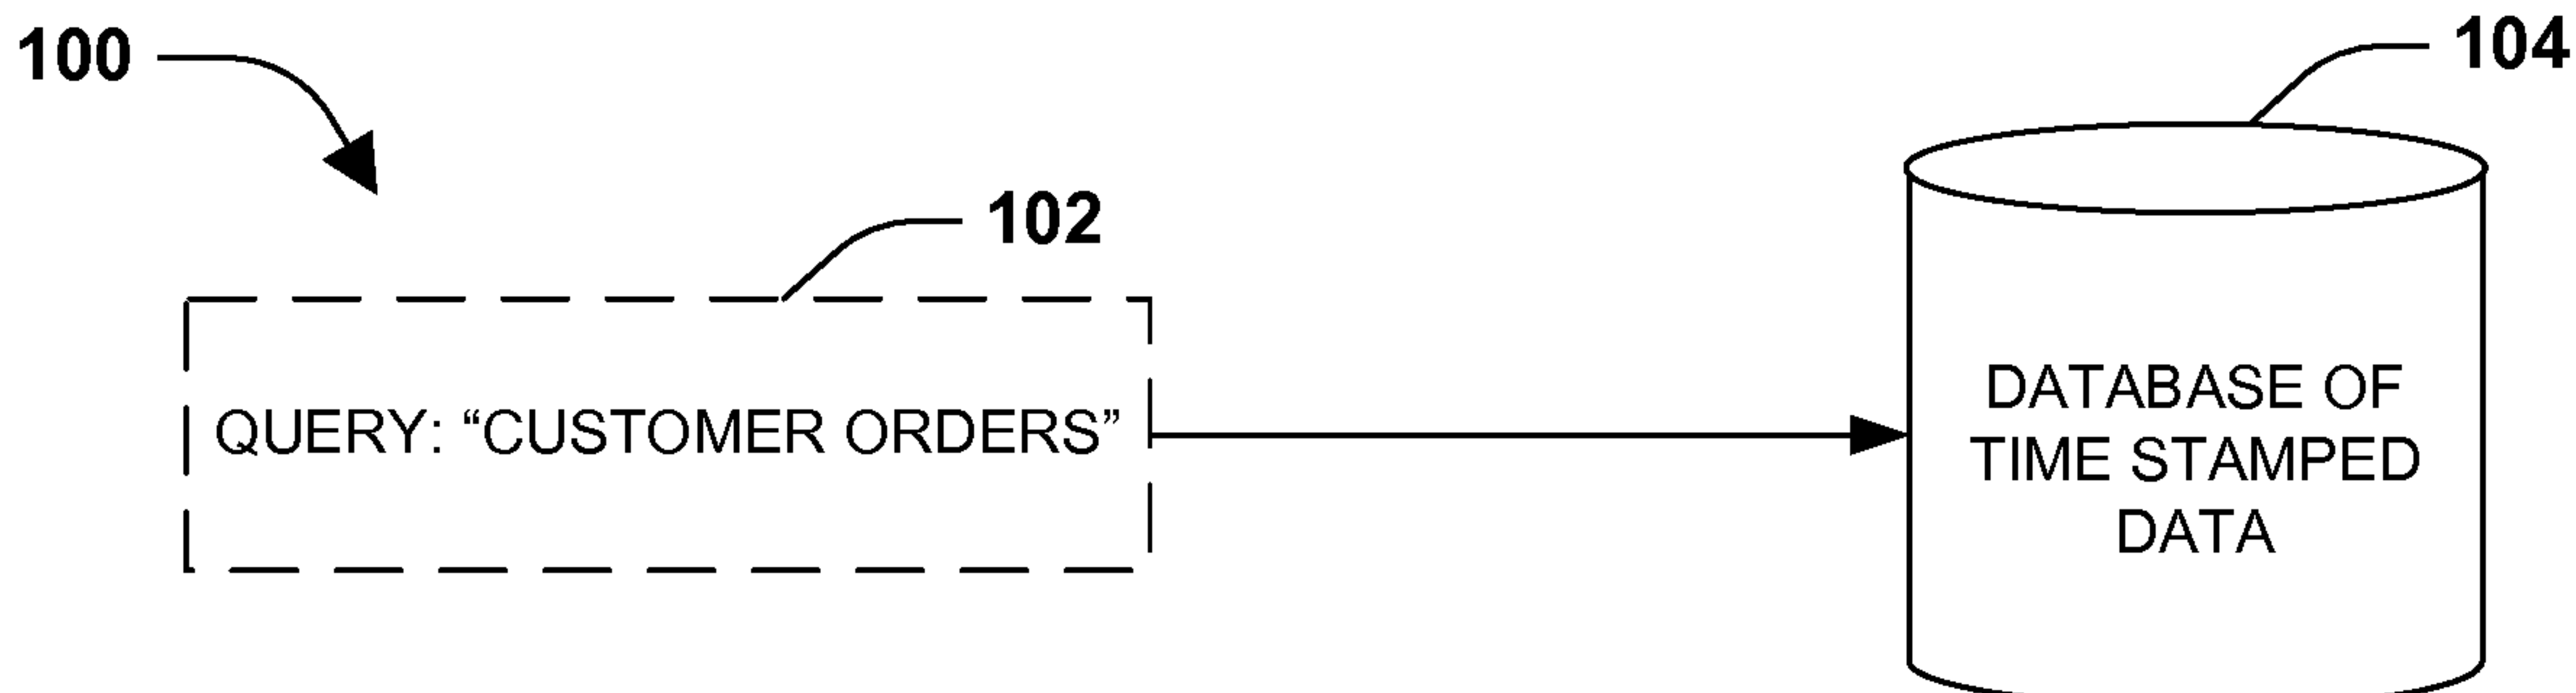 100
104
102
QUERY: “CUSTOMER ORDERS”
DATABASE OF
TIME STAMPED
DATA